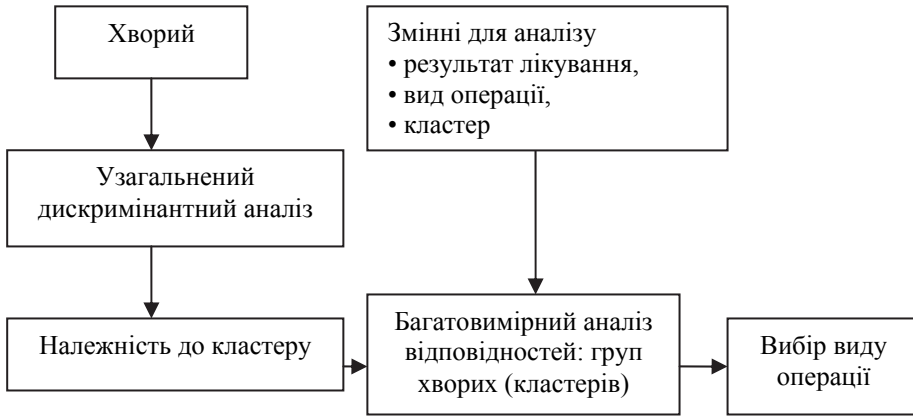 Хворий
Змінні для аналізу
• результат лікування,
• вид операції,
• кластер
Узагальнений
дискримінантний аналіз
Належність до кластеру
Багатовимірний аналіз
відповідностей: груп
хворих (кластерів)
Вибір виду
операції